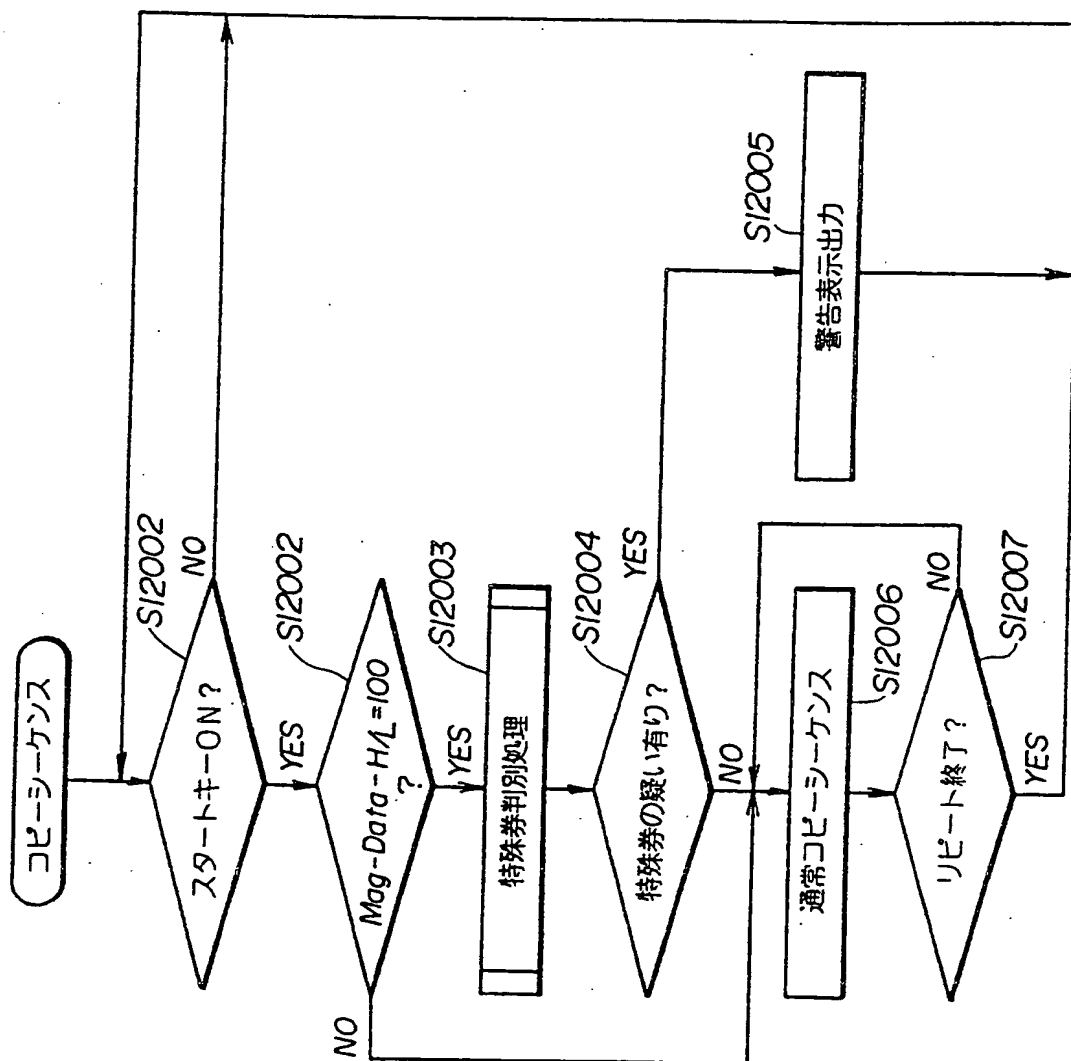 コピーシーケンス
S12002
スタートキーON?
NO
YES
S12002
Mag-Data-H/L=100
?
NO
YES
S12003
特殊券判別処理
S12004
特殊券の疑い有り?
YES
NO
S12005
警告表示出力
通常コピーシーケンス
S12006
リピート終了?
NO
S12007
YES